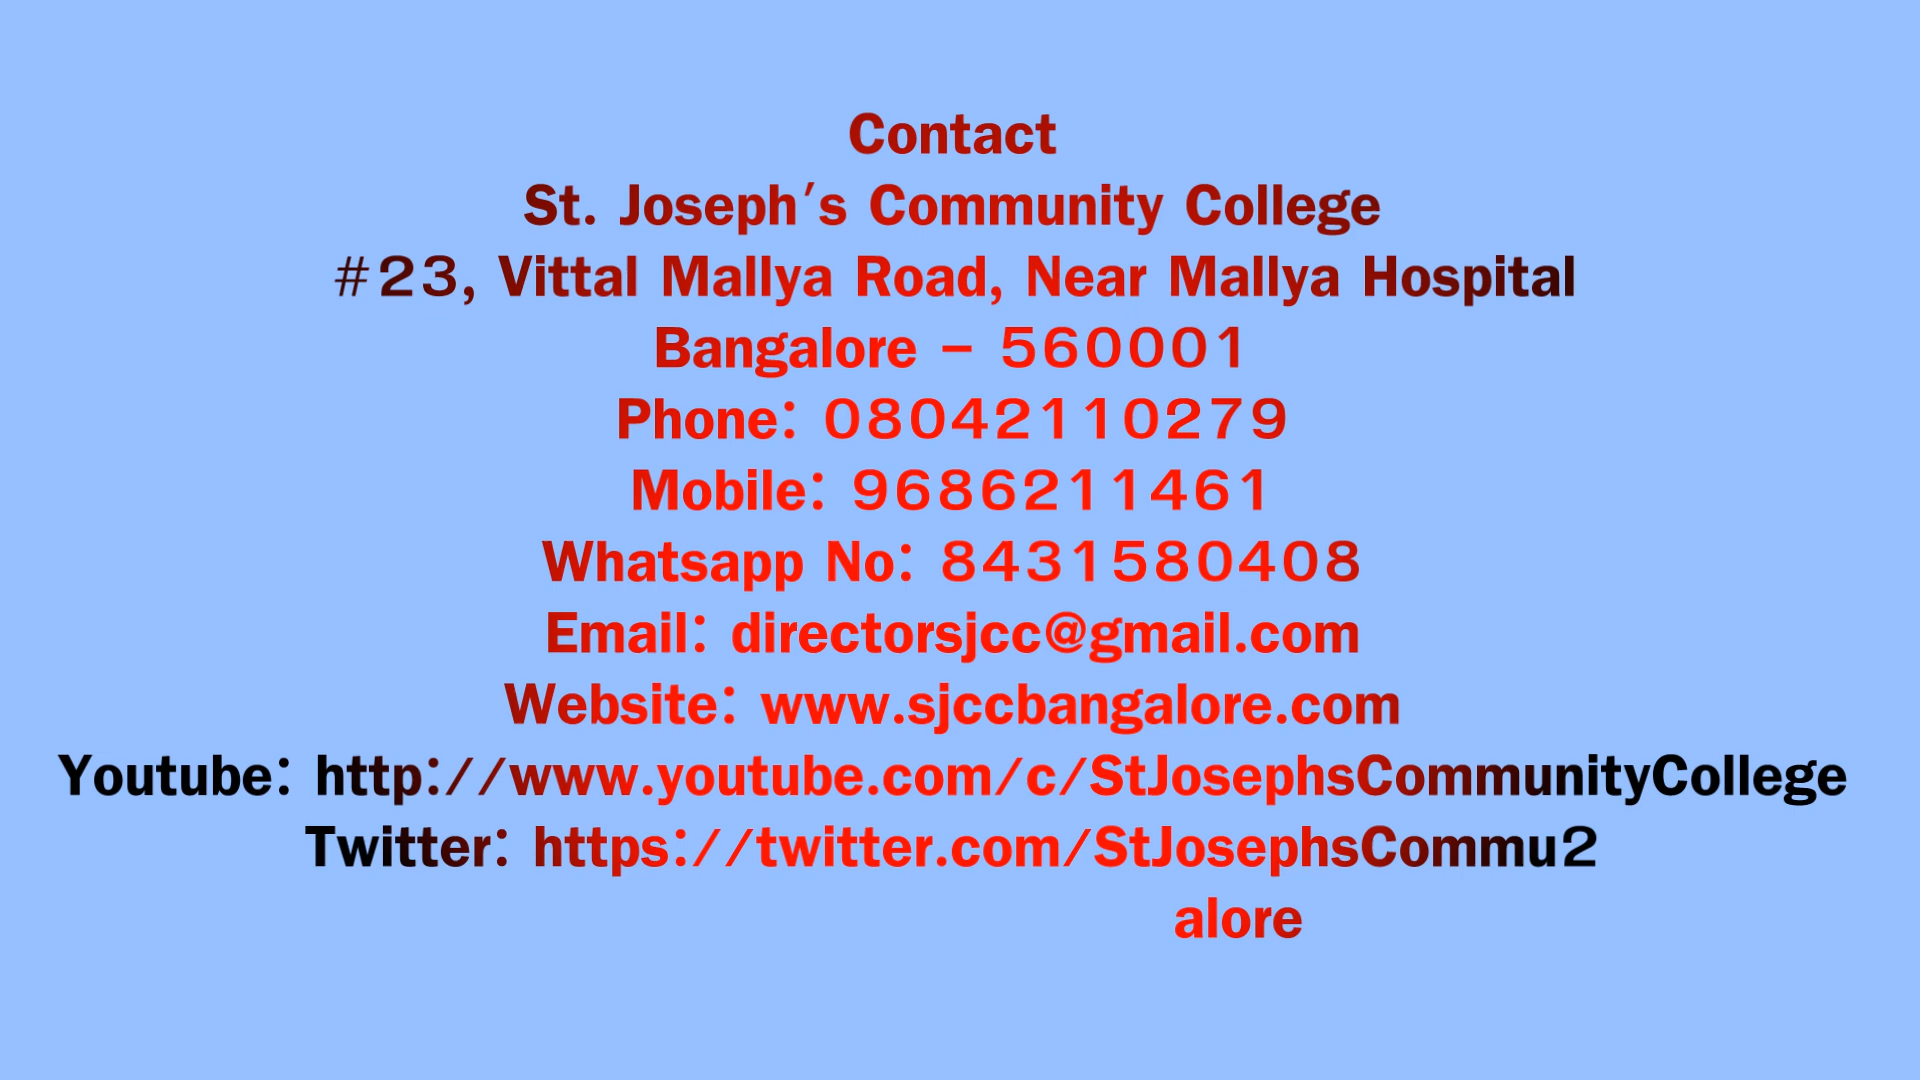 Contact
St. Joseph's Community College
#23, Vittal Mallya Road, Near Mallya Hospital
Bangalore – 560001
Phone: 08042110279
Mobile: 9686211461
Whatsapp No: 8431580408
Email: directorsjcc@gmail.com
Website: www.sjccbangalore.com
Youtube: http://www.youtube.com/c/StJosephsCommunityCollege
Twitter: https://twitter.com/StJosephsCommu2
alore